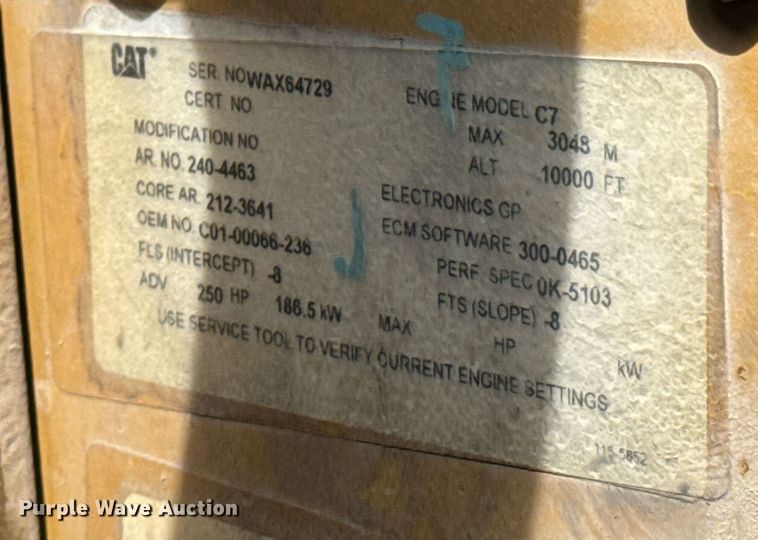 CAT
SER. NO WAX64729
CERT. NO.
MODIFICATION NO
AR. NO. 240-4463
CORE AR. 212-3641
OEM NO. C01-00066-236
FLS (INTERCEPT) -8
ADV 250 HP 186.5 kW MAX HP kW
ENGINE MODEL C7
MAX 3048 M
ALT 10000 FT
ELECTRONICS GP
ECM SOFTWARE 300-0465
PERF. SPEC 0K-5103
FTS (SLOPE) -8
USE SERVICE TOOL TO VERIFY CURRENT ENGINE SETTINGS
115-5852
Purple Wave Auction